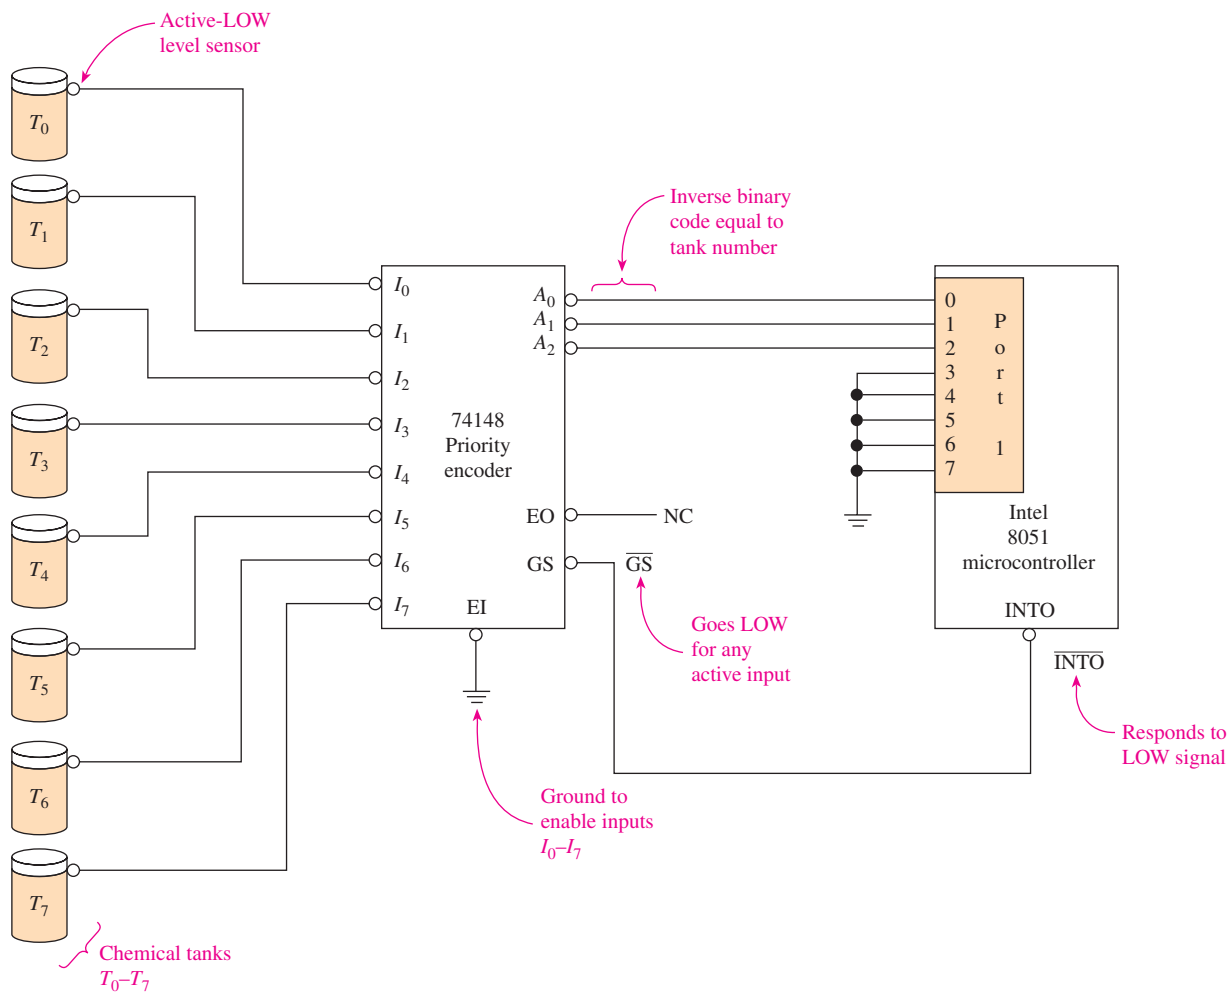 Active-LOW
level sensor
T0
T1
T2
T3
T4
T5
T6
T7
Chemical tanks
T0–T7
I0
I1
I2
I3
I4
I5
I6
I7
74148
Priority
encoder
A0
A1
A2
EO
GS
EI
Inverse binary
code equal to
tank number
NC
G̅S̅
Goes LOW
for any
active input
Ground to
enable inputs
I0–I7
0
1
2
3
4
5
6
7
Port 1
Intel
8051
microcontroller
INTO
I̅N̅T̅O̅
Responds to
LOW signal